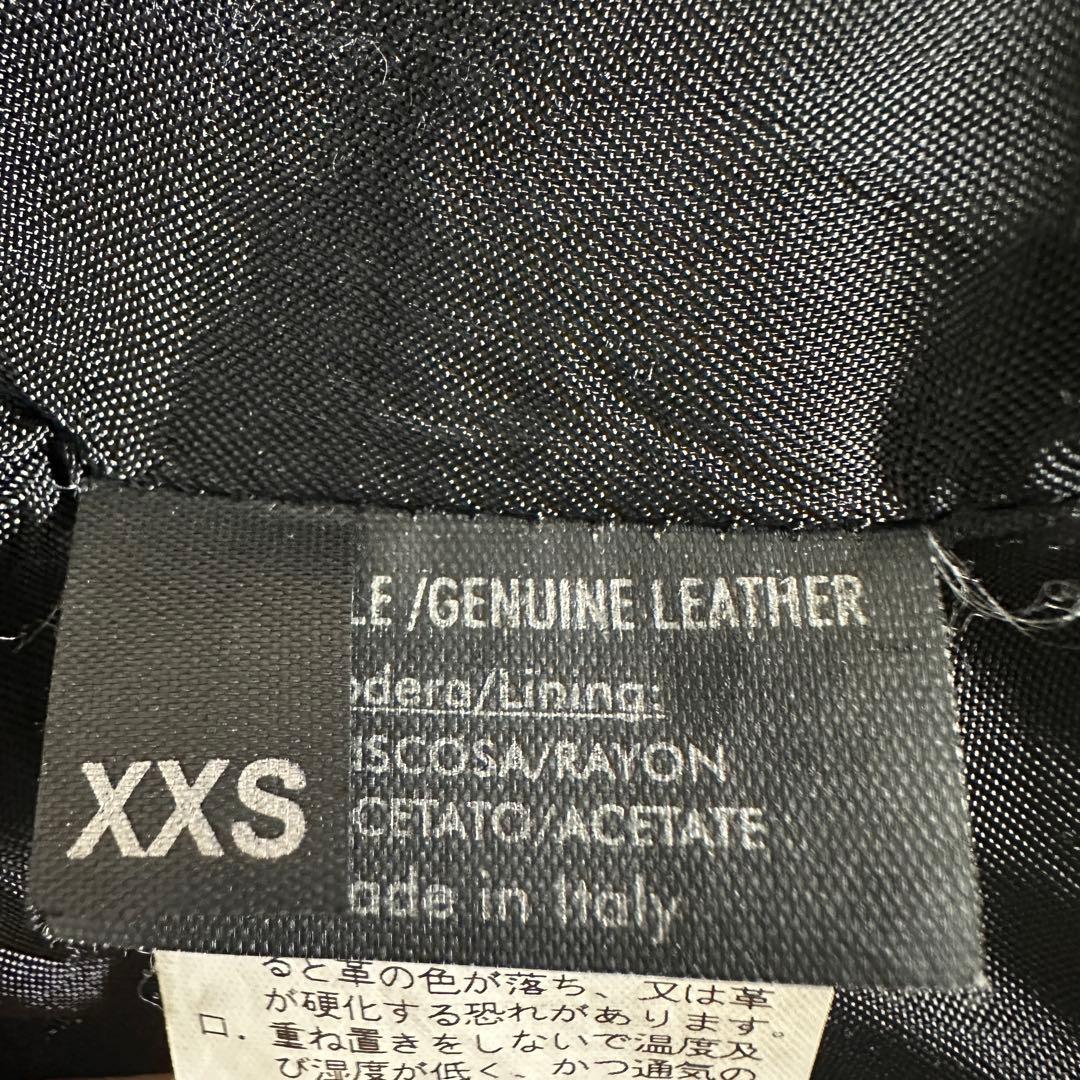 LE /GENUINE LEATHER
odera/Lining:
ISCOSA/RAYON
XXS
CETATO/ACETATE
ade in Italy
ると革の色が落ち、又は革
が硬化する恐れがあります。
ロ. 重ね置きをしないで温度及
び湿度が低く、かつ通気の